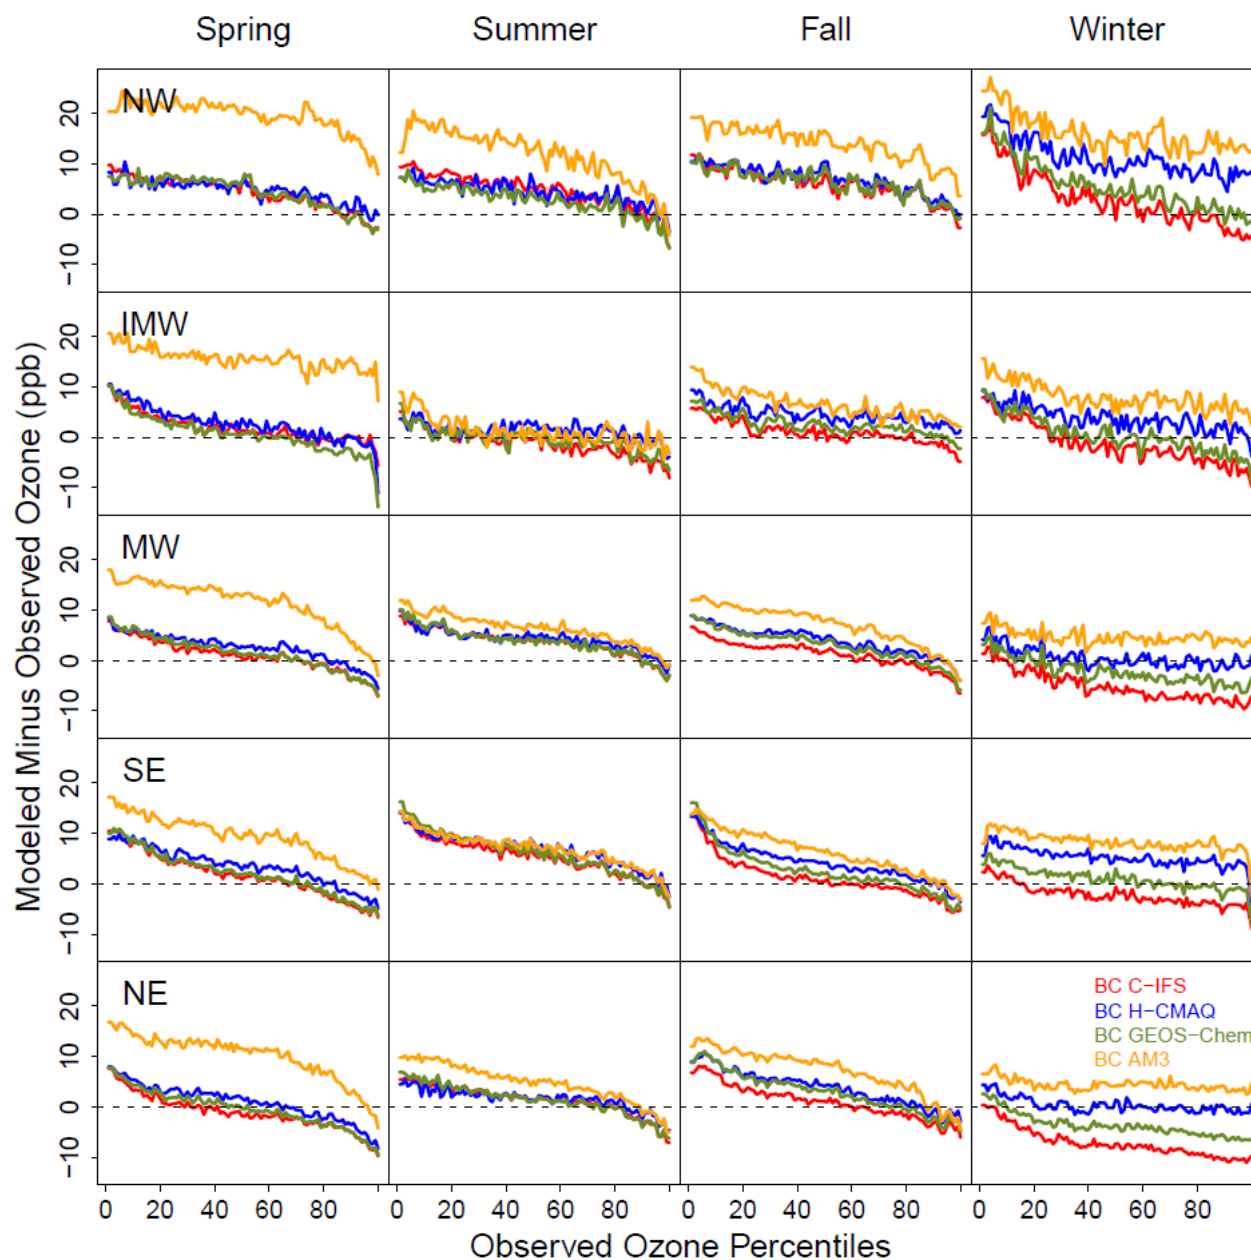 Spring Summer Fall Winter
NW
20
10
0
−10
IMW
20
10
0
−10
MW
20
10
0
−10
SE
20
10
0
−10
NE
20
10
0
−10
Modeled Minus Observed Ozone (ppb)
BC C−IFS
BC H−CMAQ
BC GEOS−Chem
BC AM3
0 20 40 60 80 0 20 40 60 80 0 20 40 60 80 0 20 40 60 80
Observed Ozone Percentiles